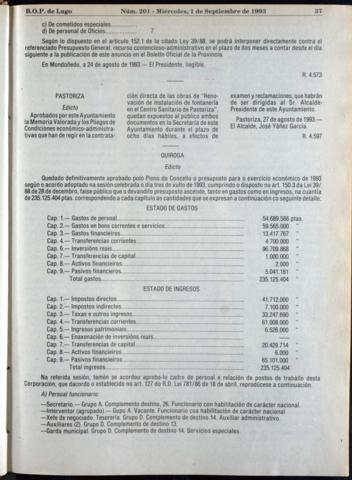 B.O.P. de Lugo Núm. 201 - Miércoles, 1 de Septiembre de 1993 37
c) De cometidos especiales
d) De personal de Oficios 7
Según lo dispuesto en el artículo 152.1 de la citada Ley 39/88, se podrá interponer directamente contra el
referenciado Presupuesto General, recurso contencioso-administrativo en el plazo de dos meses a contar desde el día
siguiente a la publicación de este anuncio en el Boletín Oficial de la Provincia.
En Mondoñedo, a 24 de agosto de 1993.— El Presidente, ilegible.
R. 4.573
PASTORIZA
Edicto
Aprobados por este Ayuntamiento
la Memoria Valorada y los Pliegos de
Condiciones económico-administra-
tivas que han de regir en la contrata-
ción directa de las obras de "Reno-
vación de instalación de fontanería
en el Centro Sanitario de Pastoriza",
quedan expuestos al público ambos
documentos en la Secretaría de este
Ayuntamiento durante el plazo de
ocho días hábiles, a efectos de
examen y reclamaciones, que habrán
de ser dirigidas al Sr. Alcalde-
Presidente de este Ayuntamiento.
Pastoriza, 27 de agosto de 1993.—
El Alcalde, José Yáñez García.
R. 4.597
QUIROGA
Edicto
Quedado definitivamente aprobado polo Pleno do Concello o presuposto para o exercicio económico de 1993
segundo o acordo adoptado na sesión celebrada o día tres de xullo de 1993, cumprindo o disposto no art. 150.3 da Lei 39/
88 de 28 de decembro, faise público que o devandito presuposto ascende, tanto en gastos como en ingresos, na cuantía
de 235.125.404 ptas. correspondendo a cada capítulo as cantidades que se expresan a continuación co seguinte detalle:
ESTADO DE GASTOS
Cap. 1.— Gastos de persoal 54.689.588 ptas.
Cap. 2.— Gastos en bens correntes e servicios 59.565.000 "
Cap. 3.— Gastos financeiros 13.417.767 "
Cap. 4.— Transferencias correntes 4.700.000 "
Cap. 6.— Inversións reais 96.709.868 "
Cap. 7.— Transferencias de capital 1.000.000 "
Cap. 8.— Activos financeiros 2.000 "
Cap. 9.— Pasivos financeiros 5.041.181 "
Total gastos 235.125.404 "
ESTADO DE INGRESOS
Cap. 1.— Impostos directos 41.712.000 "
Cap. 2.— Impostos indirectos 7.100.000 "
Cap. 3.— Taxas e outros ingresos 33.247.690 "
Cap. 4.— Transferencias correntes 61.009.000 "
Cap. 5.— Ingresos patrimoniais 6.526.000 "
Cap. 6.— Enaxenación de inversións reais — "
Cap. 7.— Transferencias de capital 20.429.714 "
Cap. 8.— Activos financeiros 6.000 "
Cap. 9.— Pasivos financeiros 65.101.000 "
Total ingresos 235.125.404
Na referida sesión, tamén se acordou aproba-lo cadro de persoal e relación de postos de traballo desta
Corporación, que dacordo o establecido no art. 127 do R.D. Lei 781/86 de 18 de abril, reprodúcese a continuación.
A) Persoal funcionario:
—Secretario.— Grupo A. Complemento destino, 26. Funcionario con habilitación de carácter nacional.
—Interventor (agrupado).— Gupo A. Vacante. Funcionario coa habilitación de carácter nacional
—Xefe de negociado. Tesorería. Grupo D. Complemento de destino 14. Auxiliar administrativo.
—Auxiliares (2). Grupo D. Complemento de destino 13.
—Garda municipal. Grupo D. Complemento de destino 14. Servicios especiales.